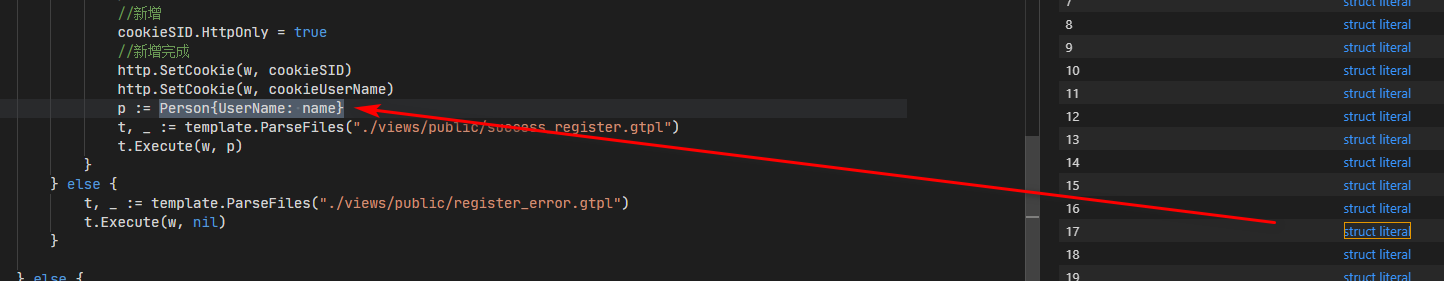 //新增
cookieSID.HttpOnly = true
//新增完成
http.SetCookie(w, cookieSID)
http.SetCookie(w, cookieUserName)
p := Person{UserName: name}
t, _ := template.ParseFiles("./views/public/success_register.gtpl")
t.Execute(w, p)
}
} else {
t, _ := template.ParseFiles("./views/public/register_error.gtpl")
t.Execute(w, nil)
}
} else {
7 struct literal
8 struct literal
9 struct literal
10 struct literal
11 struct literal
12 struct literal
13 struct literal
14 struct literal
15 struct literal
16 struct literal
17 struct literal
18 struct literal
19 struct literal